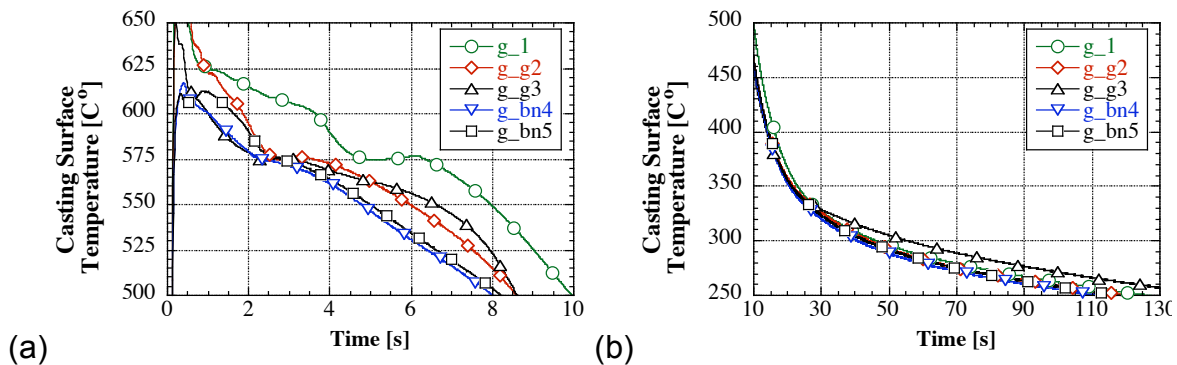 650
625
600
575
550
525
500
0 2 4 6 8 10
Casting Surface
Temperature [C°]
Time [s]
g_1
g_g2
g_g3
g_bn4
g_bn5
(a)
500
450
400
350
300
250
10 30 50 70 90 110 130
Casting Surface
Temperature [C°]
Time [s]
g_1
g_g2
g_g3
g_bn4
g_bn5
(b)